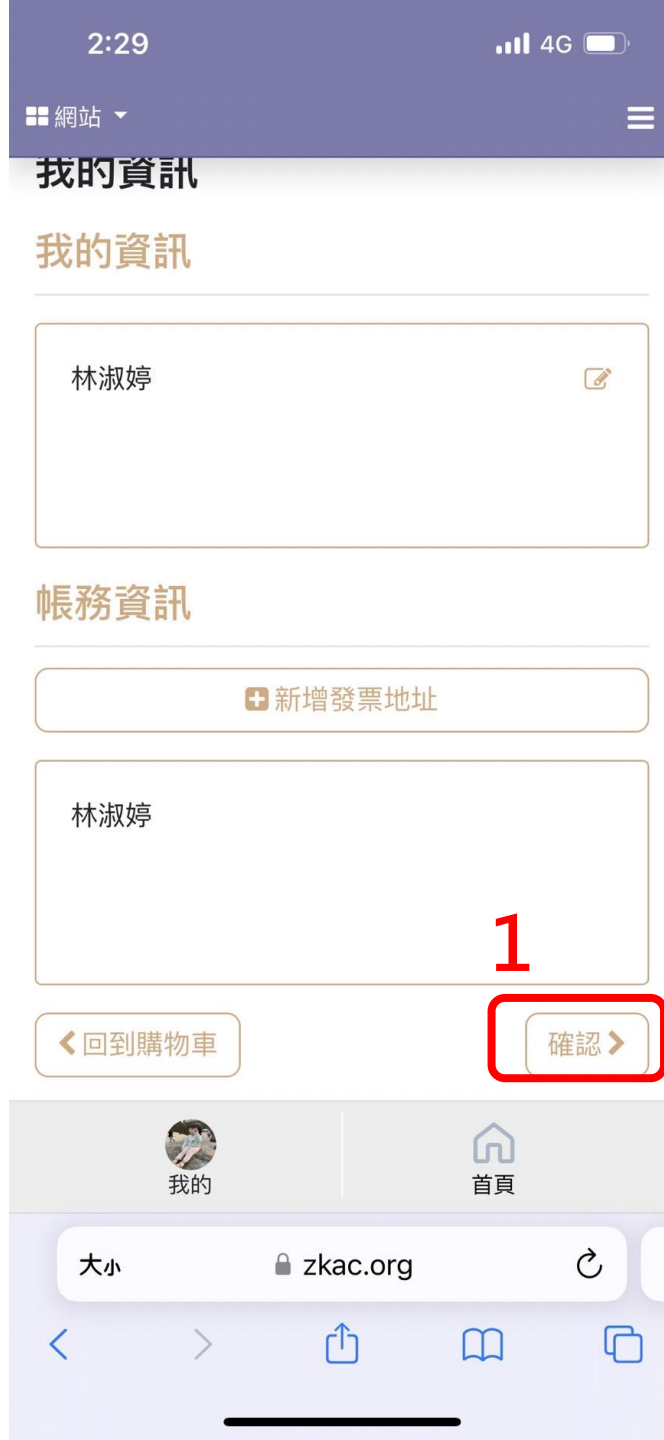 2:29
4G
網站
我的資訊
我的資訊
林淑婷
帳務資訊
新增發票地址
林淑婷
1
回到購物車
確認
我的
首頁
大小
zkac.org